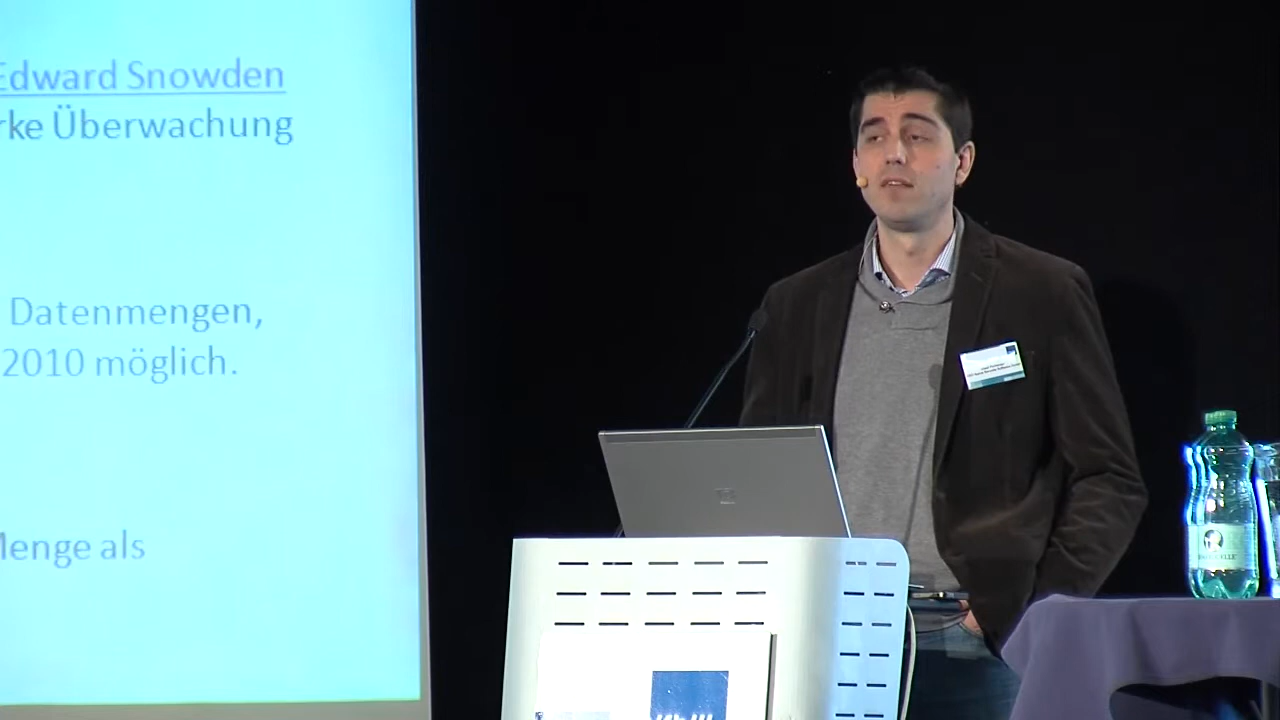 Edward Snowden
rke Überwachung
Datenmengen,
2010 möglich.
Menge als